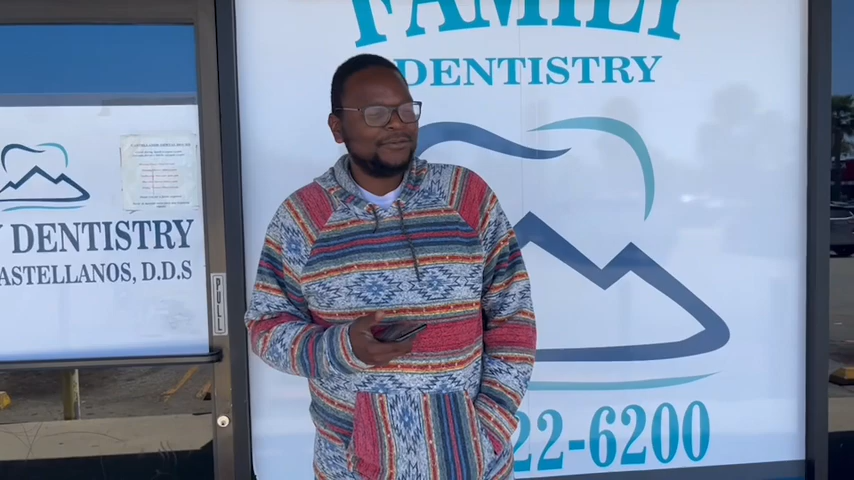 FAMILY
DENTISTRY
DENTISTRY
ASTELLANOS, D.D.S
PULL
22-6200